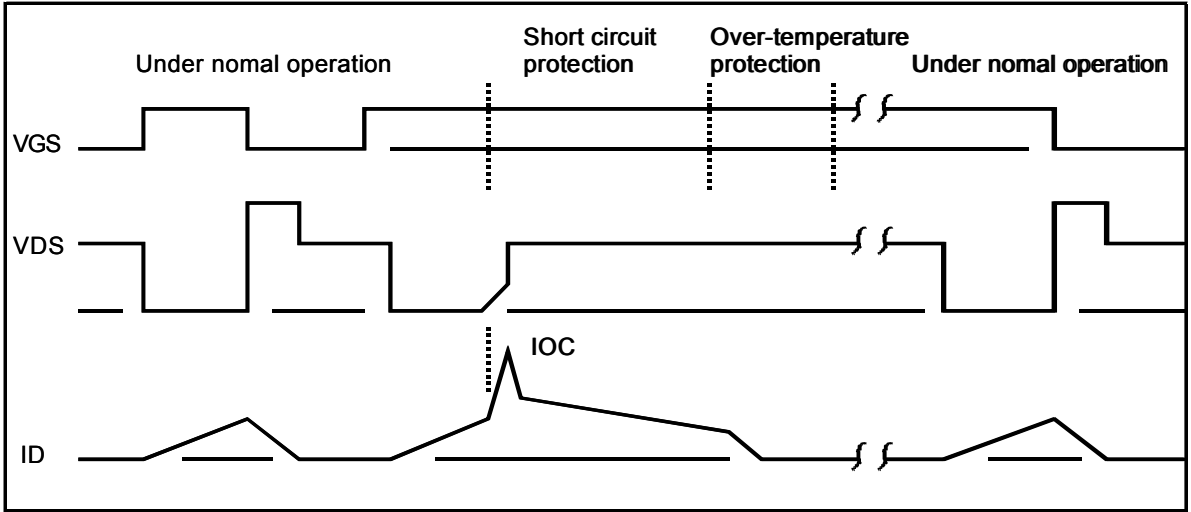 Under nomal operation
Short circuit
protection
Over-temperature
protection
Under nomal operation
VGS
VDS
IOC
ID